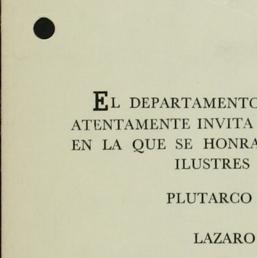 EL DEPARTAMENTO
ATENTAMENTE INVITA
EN LA QUE SE HONRA
ILUSTRES
PLUTARCO
LAZARO